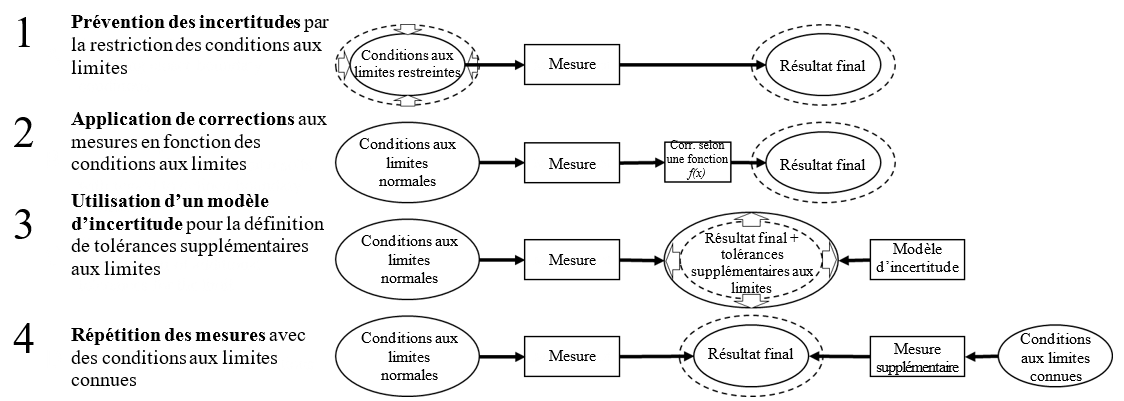 1
Prévention des incertitudes par
la restriction des conditions aux
limites
Conditions aux
limites restreintes
Mesure
Résultat final
2
Application de corrections aux
mesures en fonction des
conditions aux limites
Conditions aux
limites
normales
Mesure
Corr. selon
une fonction
f(x)
Résultat final
3
Utilisation d’un modèle
d’incertitude pour la définition
de tolérances supplémentaires
aux limites
Conditions aux
limites
normales
Mesure
Résultat final +
tolérances
supplémentaires aux
limites
Modèle
d’incertitude
4
Répétition des mesures avec
des conditions aux limites
connues
Conditions aux
limites
normales
Mesure
Résultat final
Mesure
supplémentaire
Conditions
aux limites
connues